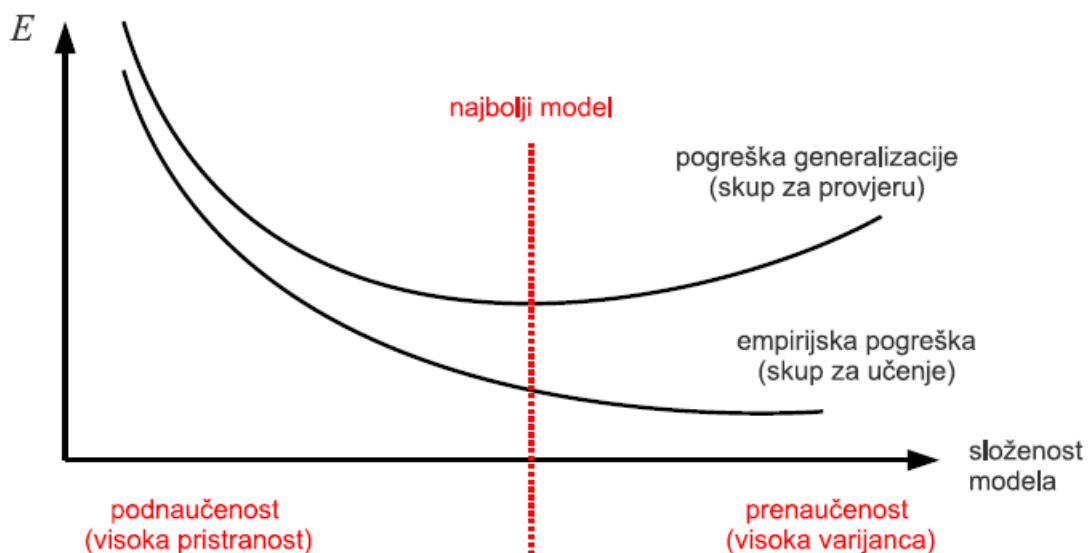 E
najbolji model
pogreška generalizacije
(skup za provjeru)
empirijska pogreška
(skup za učenje)
složenost
modela
podnaučenost
(visoka pristranost)
prenaučenost
(visoka varijanca)